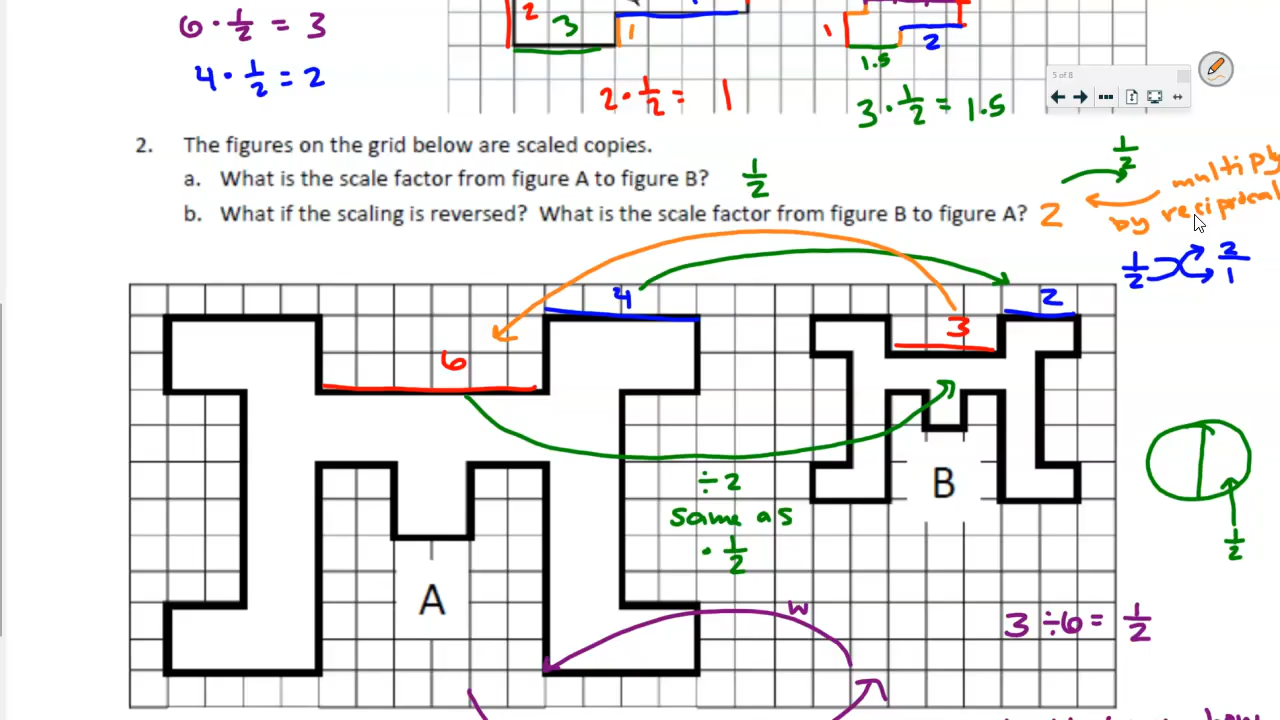 6 · 1/2 = 3
4 · 1/2 = 2
2
3
1
2 · 1/2 = 1
1
1.5
2
3 · 1/2 = 1.5
5 of 8
2. The figures on the grid below are scaled copies.
a. What is the scale factor from figure A to figure B? 1/2
b. What if the scaling is reversed? What is the scale factor from figure B to figure A? 2
1/2
multiply
by reciprocal
1/2 2/1
4
2
6
3
÷2
same as
· 1/2
A
B
1/2
w
3 ÷ 6 = 1/2
how